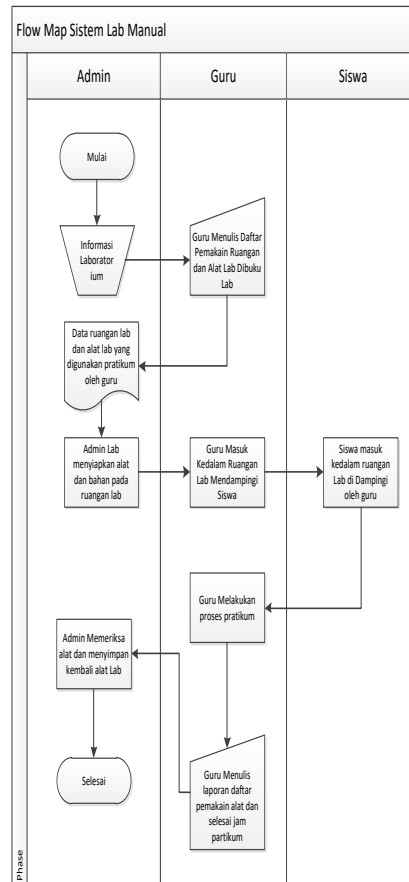 Flow Map Sistem Lab Manual
Admin
Guru
Siswa
Mulai
Informasi
Laborator
ium
Guru Menulis Daftar
Pemakain Ruangan
dan Alat Lab Dibuku
Lab
Data ruangan lab
dan alat lab yang
digunakan pratikum
oleh guru
Admin Lab
menyiapkan alat
dan bahan pada
ruangan lab
Guru Masuk
Kedalam Ruangan
Lab Mendampingi
Siswa
Siswa masuk
kedalam ruangan
Lab di Dampingi
oleh guru
Guru Melakukan
proses pratikum
Admin Memeriksa
alat dan menyimpan
kembali alat Lab
Guru Menulis
laporan daftar
pemakain alat dan
selesai jam
partikum
Selesai
Phase